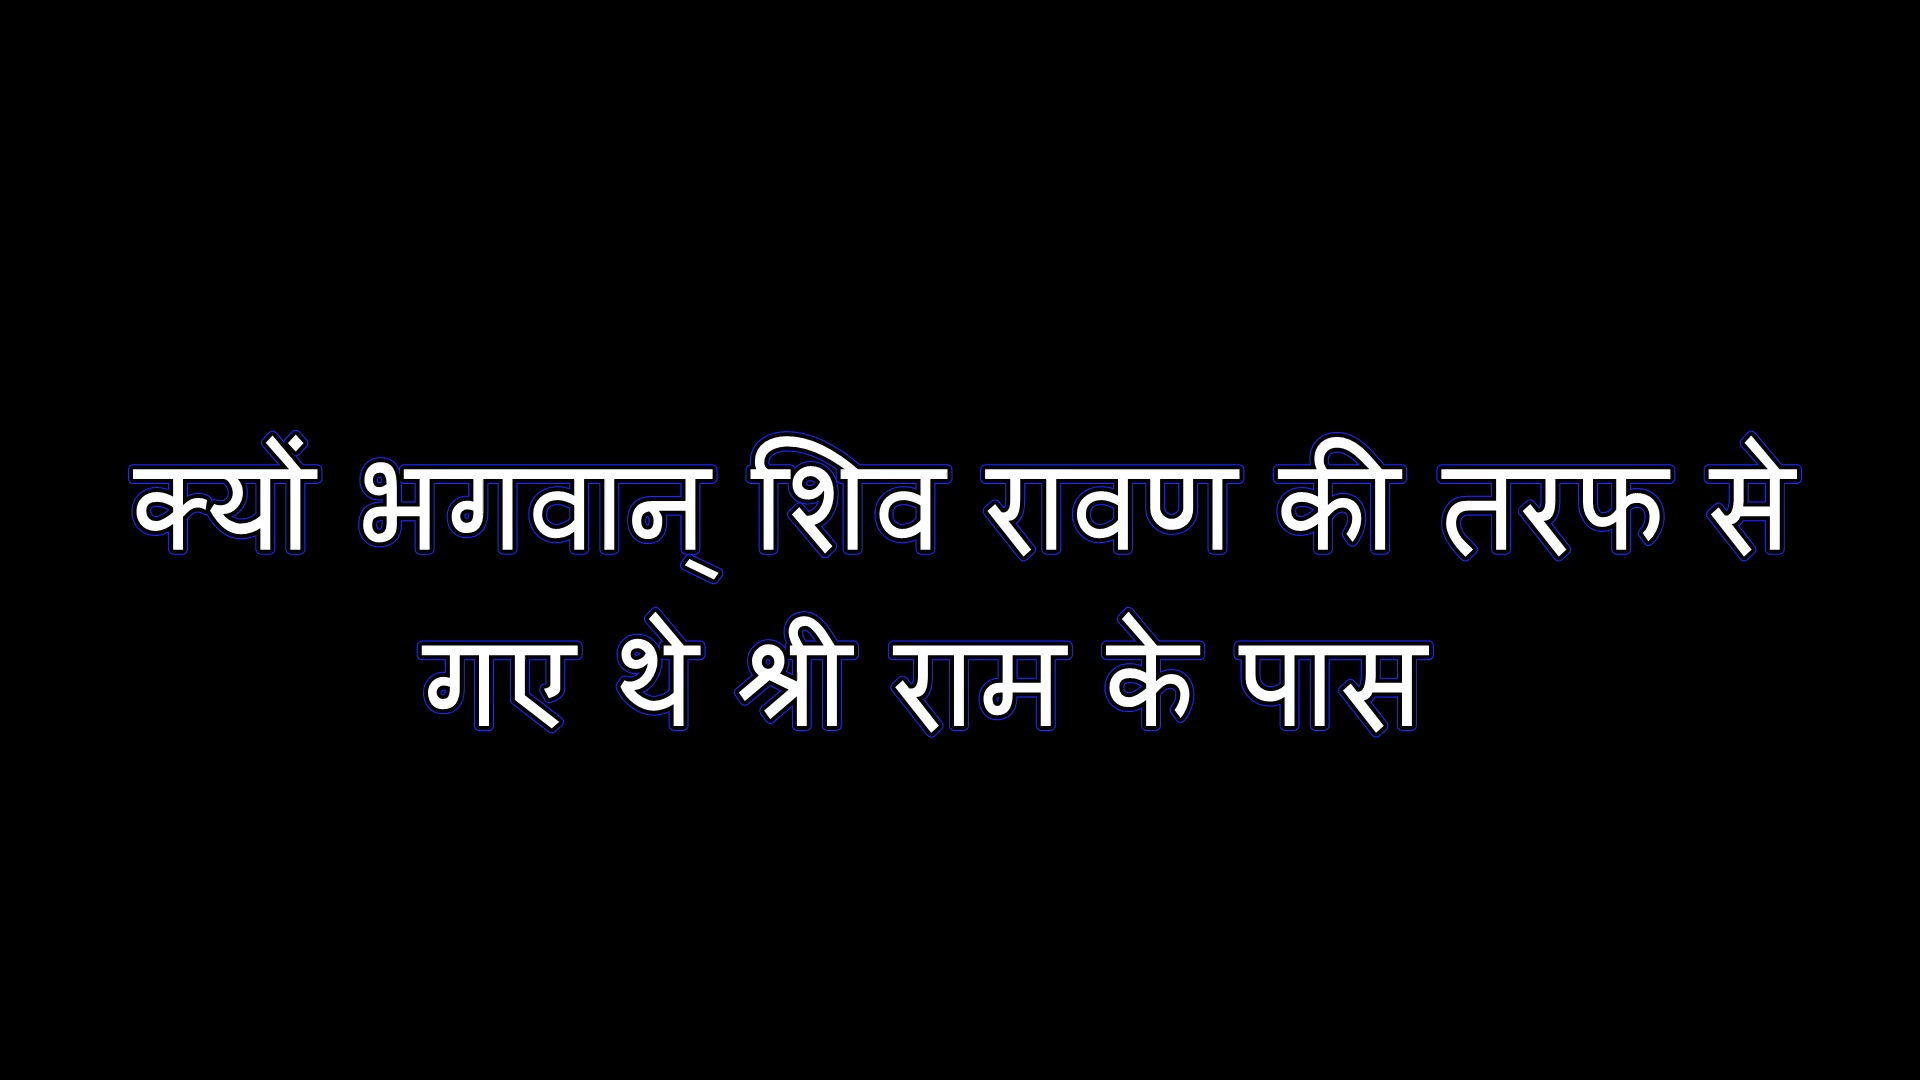 क्यों भगवान् शिव रावण की तरफ से
गए थे श्री राम के पास